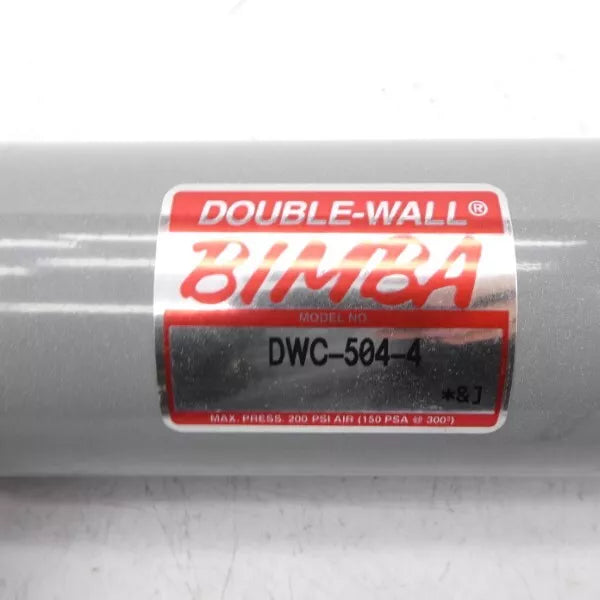 DOUBLE-WALL®
BIMBA
MODEL NO.
DWC-504-4
*&J
MAX. PRESS. 200 PSI AIR (150 PSA @ 300°)